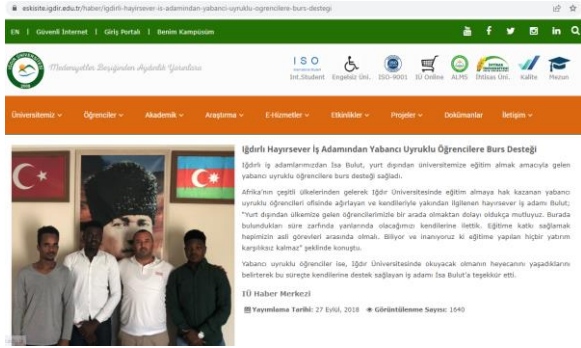 eskisite.igdir.edu.tr/haber/igdirli-hayirsever-is-adamindan-yabanci-uyruklu-ogrencilere-burs-destegi
EN | Güvenli İnternet | Giriş Portalı | Benim Kampüsüm
Medeniyetler Beşiğinden Aydınlık Yarınlara
ISO
Int.Student Engelsiz Üni. ISO-9001 IÜ Online ALMS İhtisas Üni. Kalite Mezun
Üniversitemiz Öğrenciler Akademik Araştırma E-Hizmetler Etkinlikler Projeler Dokümanlar İletişim
Iğdırlı Hayırsever İş Adamından Yabancı Uyruklu Öğrencilere Burs Desteği
Iğdırlı iş adamlarımızdan İsa Bulut, yurt dışından üniversitemize eğitim almak amacıyla gelen
yabancı uyruklu öğrencilere burs desteği sağladı.
Afrika'nın çeşitli ülkelerinden gelerek Iğdır Üniversitesinde eğitim almaya hak kazanan yabancı
uyruklu öğrencileri ofisinde ağırlayan ve kendileriyle yakından ilgilenen hayırsever iş adamı Bulut;
"Yurt dışından ülkemize gelen öğrencilerimizle bir arada olmaktan dolayı oldukça mutluyuz. Burada
bulundukları süre zarfında yanlarında olacağımızı kendilerine ilettik. Eğitime katkı sağlamak
hepimizin asli görevleri arasında olmalı. Biliyor ve inanıyoruz ki eğitime yapılan hiçbir yatırım
karşılıksız kalmaz" şeklinde konuştu.
Yabancı uyruklu öğrenciler ise, Iğdır Üniversitesinde okuyacak olmanın heyecanını yaşadıklarını
belirterek bu süreçte kendilerine destek sağlayan iş adamı İsa Bulut'a teşekkür etti.
IÜ Haber Merkezi
Yayımlama Tarihi: 27 Eylül, 2018 Görüntülenme Sayısı: 1640